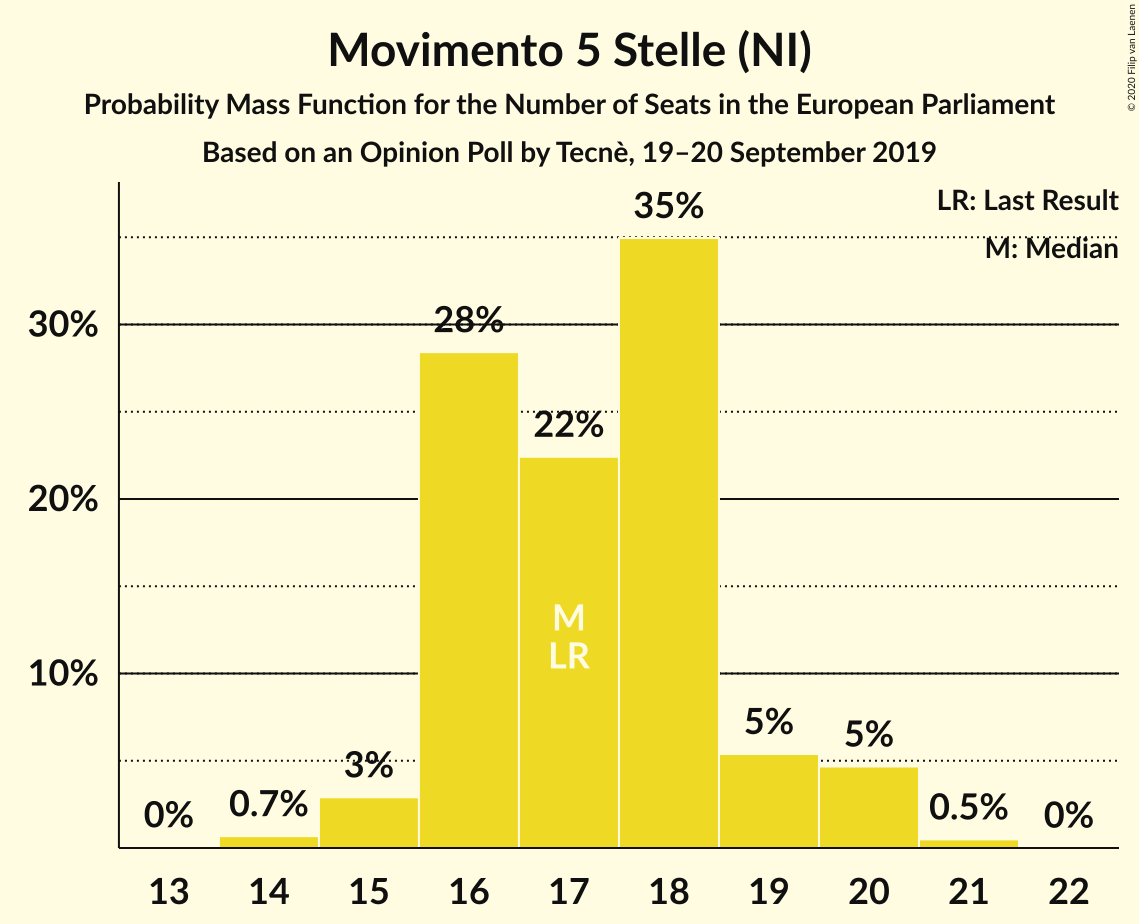 Movimento 5 Stelle (NI)
Probability Mass Function for the Number of Seats in the European Parliament
Based on an Opinion Poll by Tecnè, 19–20 September 2019
© 2020 Filip van Laenen
LR: Last Result
M: Median
35%
30%
28%
22%
20%
M
LR
10%
5%
5%
3%
0%
0.7%
0.5%
0%
13 14 15 16 17 18 19 20 21 22